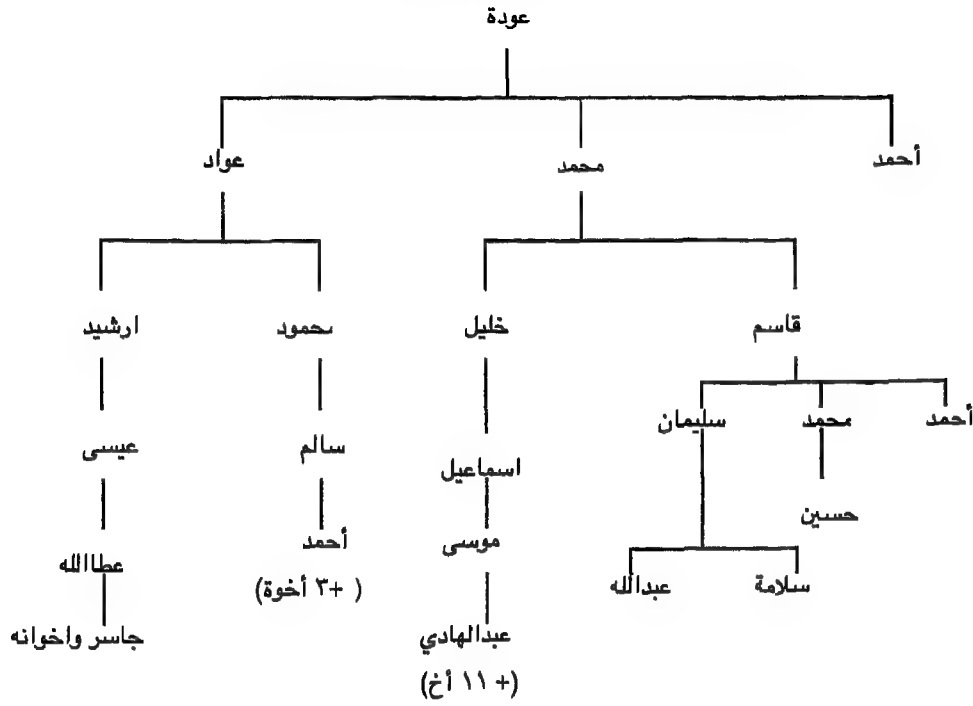 عودة
أحمد
محمد
عواد
قاسم
خليل
محمود
ارشيد
أحمد
محمد
سليمان
اسماعيل
سالم
عيسى
حسين
موسى
أحمد
عطاالله
سلامة
عبدالله
(+٣ أخوة)
عبدالهادي
جاسر واخوانه
(+ ١١ أخ)